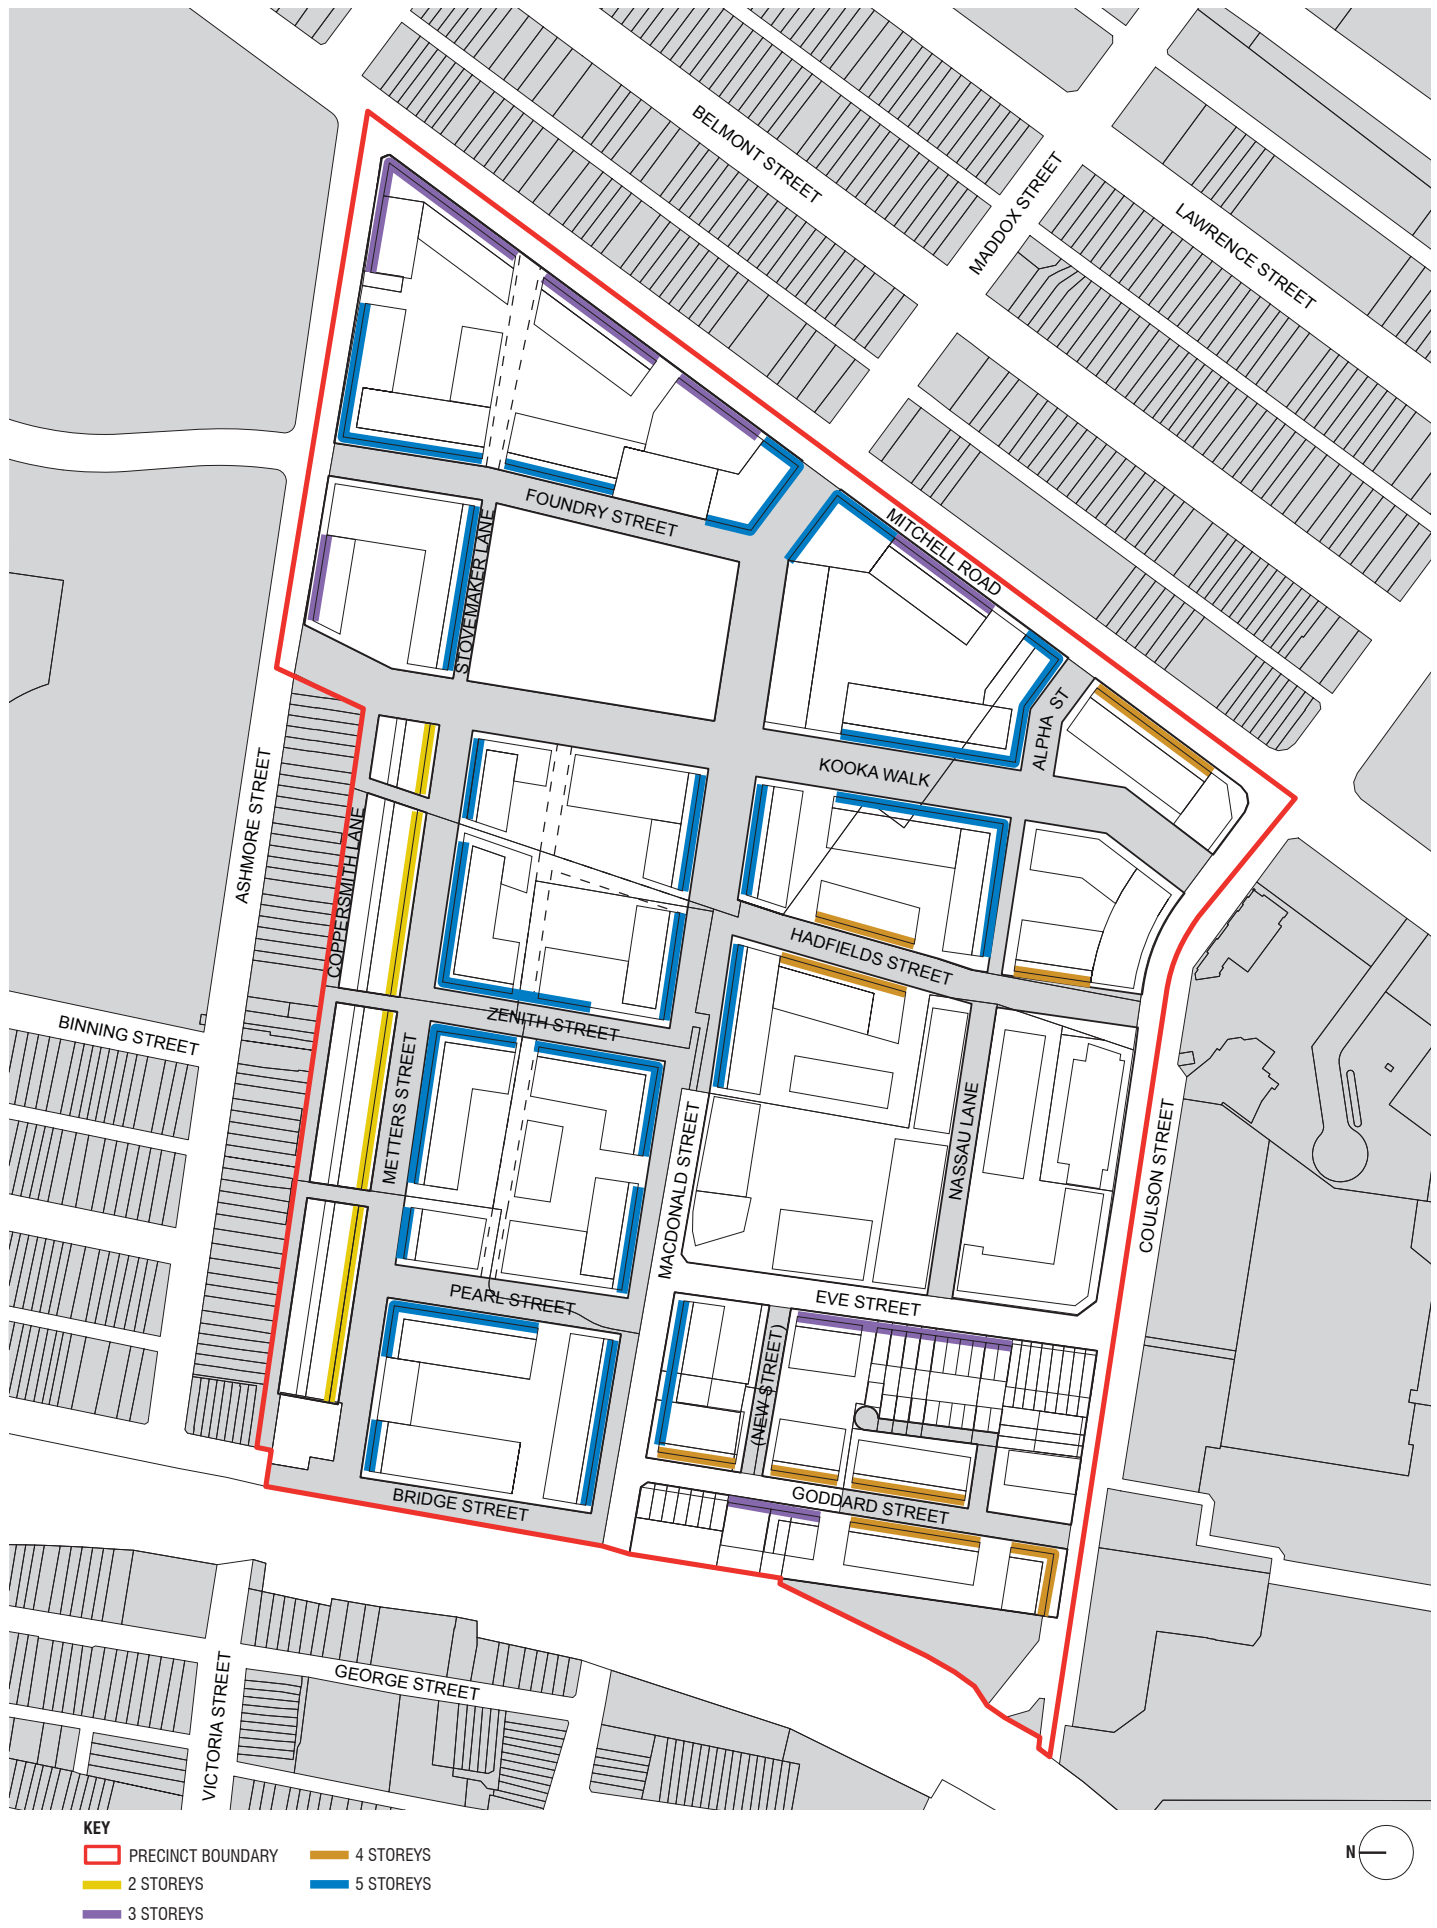 BELMONT STREET
MADDOX STREET
LAWRENCE STREET
FOUNDRY STREET
STOVEMAKER LANE
MITCHELL ROAD
ALPHA ST
KOOKA WALK
ASHMORE STREET
COPPERSMITH LANE
HADFIELDS STREET
BINNING STREET
ZENITH STREET
METTERS STREET
MACDONALD STREET
NASSAU LANE
COULSON STREET
PEARL STREET
EVE STREET
(NEW STREET)
BRIDGE STREET
GODDARD STREET
GEORGE STREET
VICTORIA STREET
KEY
PRECINCT BOUNDARY
2 STOREYS
3 STOREYS
4 STOREYS
5 STOREYS
N